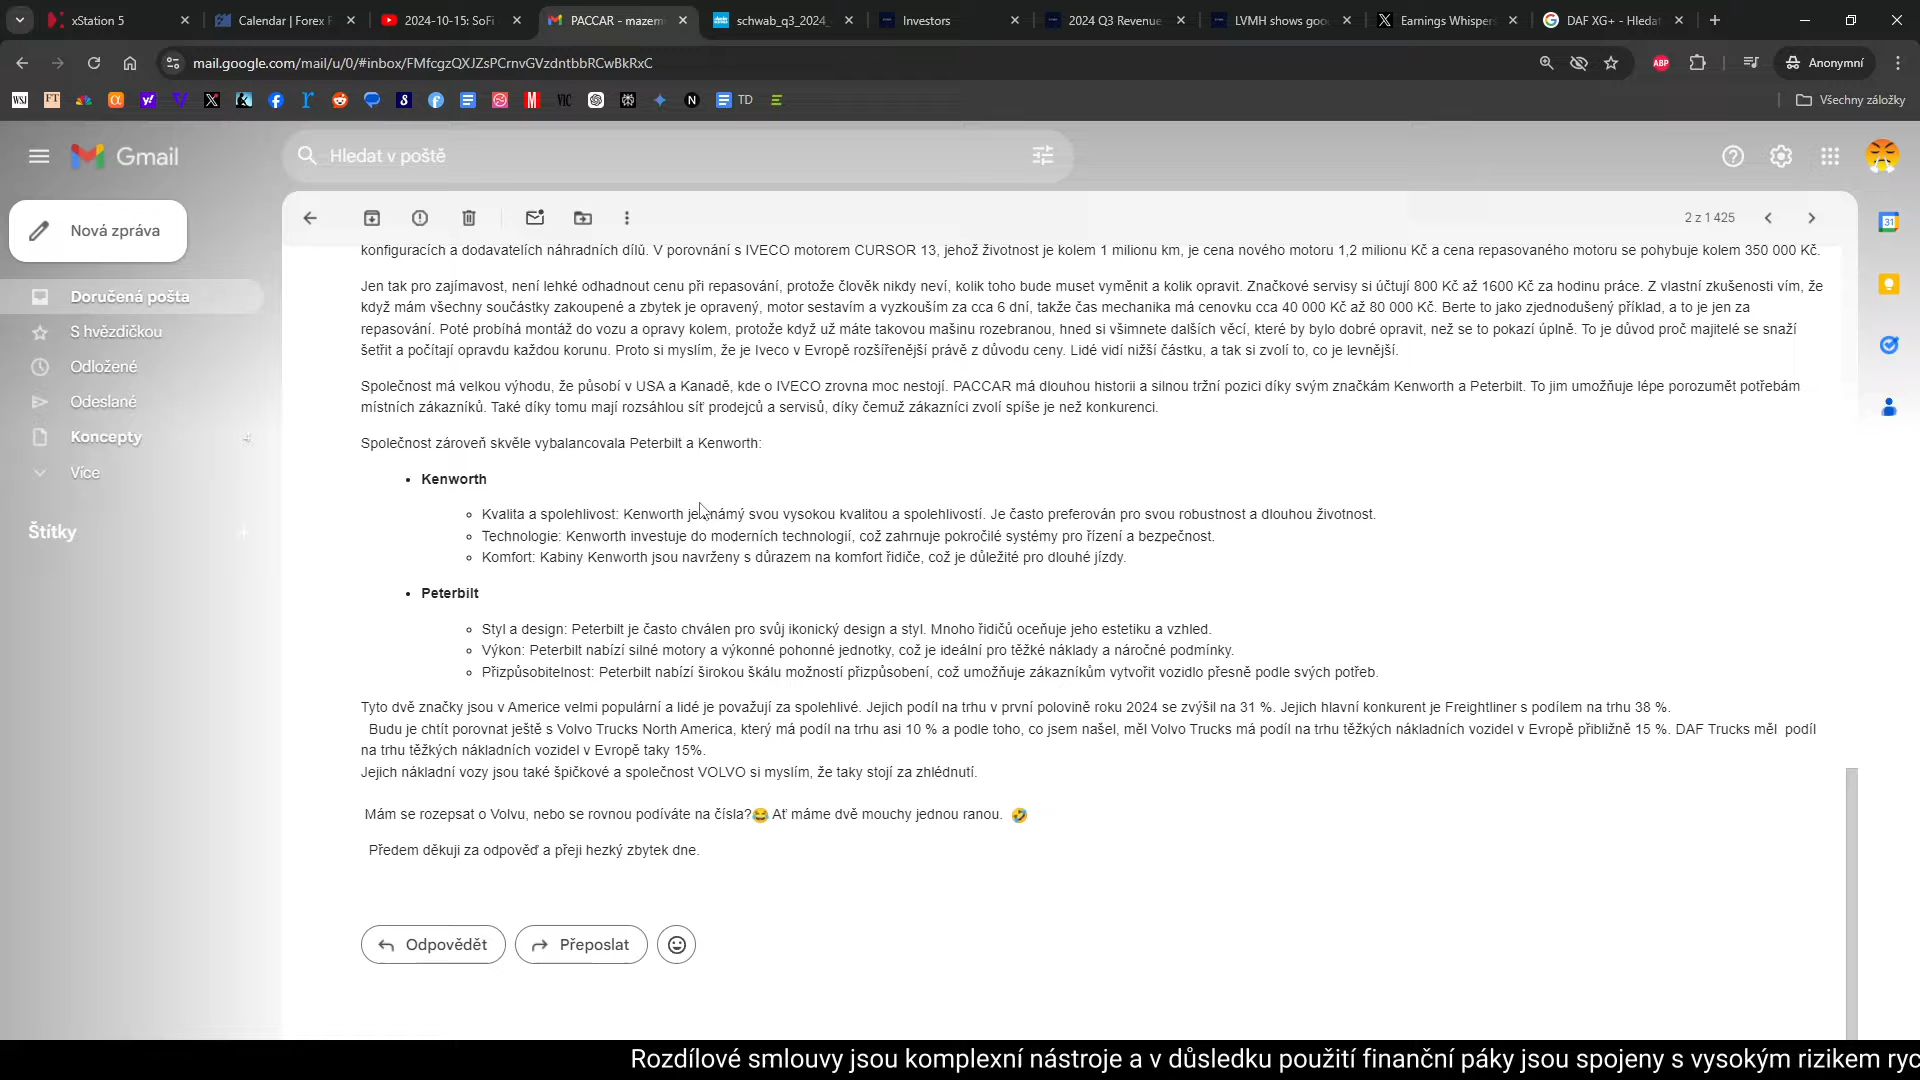 xStation 5
Calendar | Forex F
2024-10-15: SoFi
PACCAR - mazem
schwab_q3_2024_
Investors
2024 Q3 Revenue
LVMH shows goo
Earnings Whispers
DAF XG+ - Hledat
mail.google.com/mail/u/0/#inbox/FMfcgzQXJZsPCrnvGVzdntbbRCwBkRxC
ABP
Anonymní
WSJ
FT
VIC
TD
Všechny záložky
Gmail
Hledat v poště
Nová zpráva
2 z 1 425
31
Doručená pošta
S hvězdičkou
Odložené
Odeslané
Koncepty 4
Více
Štítky
konfiguracích a dodavatelích náhradních dílů. V porovnání s IVECO motorem CURSOR 13, jehož životnost je kolem 1 milionu km, je cena nového motoru 1,2 milionu Kč a cena repasovaného motoru se pohybuje kolem 350 000 Kč.
Jen tak pro zajímavost, není lehké odhadnout cenu při repasování, protože člověk nikdy neví, kolik toho bude muset vyměnit a kolik opravit. Značkové servisy si účtují 800 Kč až 1600 Kč za hodinu práce. Z vlastní zkušenosti vím, že
když mám všechny součástky zakoupené a zbytek je opravený, motor sestavím a vyzkouším za cca 6 dní, takže čas mechanika má cenovku cca 40 000 Kč až 80 000 Kč. Berte to jako zjednodušený příklad, a to je jen za
repasování. Poté probíhá montáž do vozu a opravy kolem, protože když už máte takovou mašinu rozebranou, hned si všimnete dalších věcí, které by bylo dobré opravit, než se to pokazí úplně. To je důvod proč majitelé se snaží
šetřit a počítají opravdu každou korunu. Proto si myslím, že je Iveco v Evropě rozšířenější právě z důvodu ceny. Lidé vidí nižší částku, a tak si zvolí to, co je levnější.
Společnost má velkou výhodu, že působí v USA a Kanadě, kde o IVECO zrovna moc nestojí. PACCAR má dlouhou historii a silnou tržní pozici díky svým značkám Kenworth a Peterbilt. To jim umožňuje lépe porozumět potřebám
místních zákazníků. Také díky tomu mají rozsáhlou síť prodejců a servisů, díky čemuž zákazníci zvolí spíše je než konkurenci.
Společnost zároveň skvěle vybalancovala Peterbilt a Kenworth:
Kenworth
Kvalita a spolehlivost: Kenworth je známý svou vysokou kvalitou a spolehlivostí. Je často preferován pro svou robustnost a dlouhou životnost.
Technologie: Kenworth investuje do moderních technologií, což zahrnuje pokročilé systémy pro řízení a bezpečnost.
Komfort: Kabiny Kenworth jsou navrženy s důrazem na komfort řidiče, což je důležité pro dlouhé jízdy.
Peterbilt
Styl a design: Peterbilt je často chválen pro svůj ikonický design a styl. Mnoho řidičů oceňuje jeho estetiku a vzhled.
Výkon: Peterbilt nabízí silné motory a výkonné pohonné jednotky, což je ideální pro těžké náklady a náročné podmínky.
Přizpůsobitelnost: Peterbilt nabízí širokou škálu možností přizpůsobení, což umožňuje zákazníkům vytvořit vozidlo přesně podle svých potřeb.
Tyto dvě značky jsou v Americe velmi populární a lidé je považují za spolehlivé. Jejich podíl na trhu v první polovině roku 2024 se zvýšil na 31 %. Jejich hlavní konkurent je Freightliner s podílem na trhu 38 %.
Budu je chtít porovnat ještě s Volvo Trucks North America, který má podíl na trhu asi 10 % a podle toho, co jsem našel, měl Volvo Trucks má podíl na trhu těžkých nákladních vozidel v Evropě přibližně 15 %. DAF Trucks měl podíl
na trhu těžkých nákladních vozidel v Evropě taky 15%.
Jejich nákladní vozy jsou také špičkové a společnost VOLVO si myslím, že taky stojí za zhlédnutí.
Mám se rozepsat o Volvu, nebo se rovnou podíváte na čísla?😂 Ať máme dvě mouchy jednou ranou. 🤣
Předem děkuji za odpověď a přeji hezký zbytek dne.
Odpovědět
Přeposlat
Rozdílové smlouvy jsou komplexní nástroje a v důsledku použití finanční páky jsou spojeny s vysokým rizikem ryc